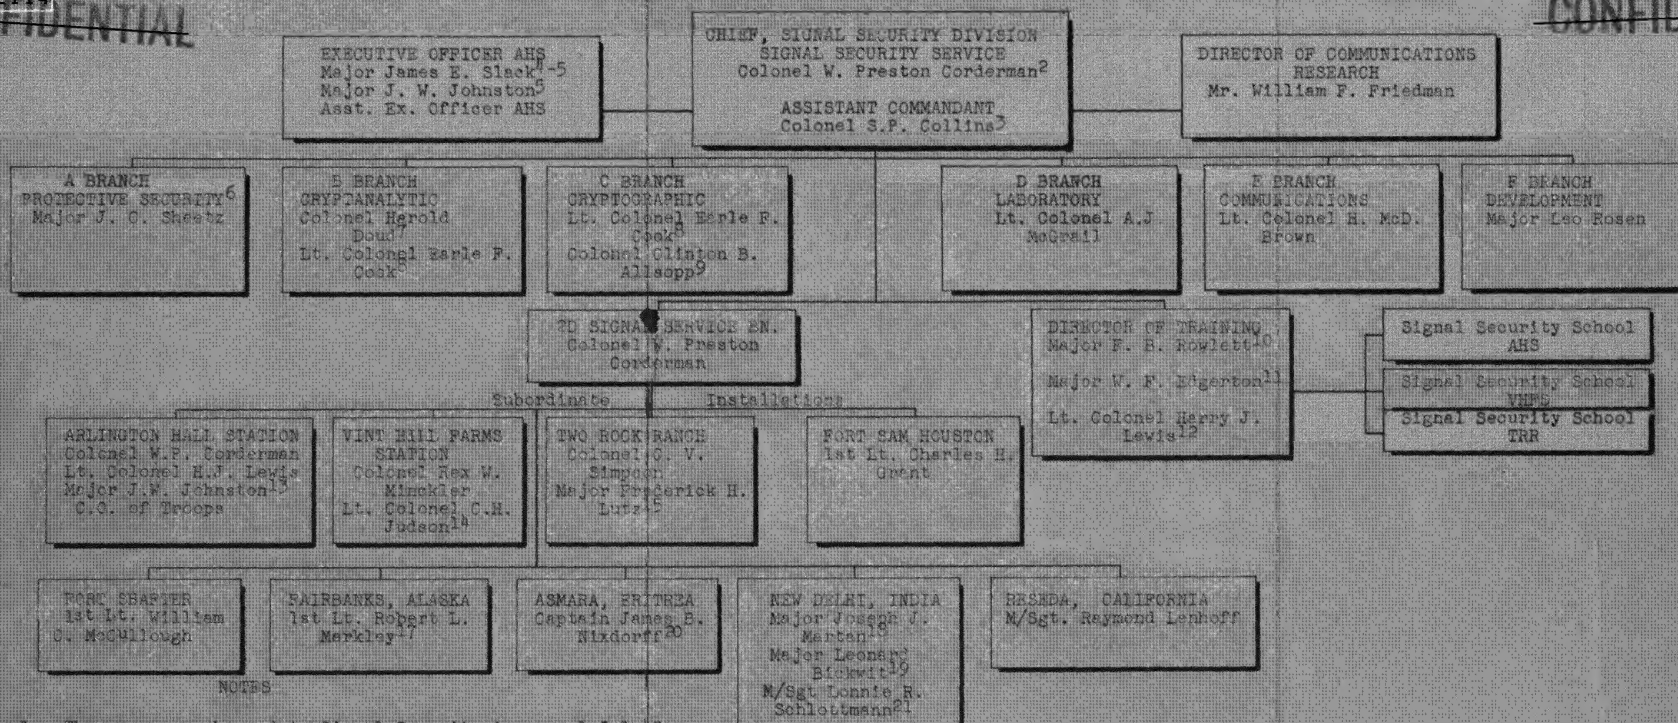 FIDENTIAL
CONFI
EXECUTIVE OFFICER AHS
Major James E. Slack4-5
Major J. W. Johnston5
Asst. Ex. Officer AHS
CHIEF, SIGNAL SECURITY DIVISION
SIGNAL SECURITY SERVICE
Colonel W. Preston Corderman2
ASSISTANT COMMANDANT
Colonel S.P. Collins3
DIRECTOR OF COMMUNICATIONS
RESEARCH
Mr. William F. Friedman
A BRANCH
PROTECTIVE SECURITY6
Major J. C. Sheetz
B BRANCH
CRYPTANALYTIC
Colonel Harold
Doud7
Lt. Colonel Earle F.
Cook8
C BRANCH
CRYPTOGRAPHIC
Lt. Colonel Earle F.
Cook8
Colonel Clinton B.
Allsopp9
D BRANCH
LABORATORY
Lt. Colonel A.J
McGrail
E BRANCH
COMMUNICATIONS
Lt. Colonel H. McD.
Brown
F BRANCH
DEVELOPMENT
Major Leo Rosen
2D SIGNAL SERVICE BN.
Colonel W. Preston
Corderman
DIRECTOR OF TRAINING
Major F. B. Rowlett10
Major W. F. Edgerton11
Lt. Colonel Harry J.
Lewis12
Signal Security School
AHS
Signal Security School
VHFS
Signal Security School
TRR
Subordinate Installations
ARLINGTON HALL STATION
Colonel W.P. Corderman
Lt. Colonel H.J. Lewis
Major J.W. Johnston13
C.O. of Troops
VINT HILL FARMS
STATION
Colonel Rex W.
Minckler
Lt. Colonel C.H.
Judson14
TWO ROCK RANCH
Colonel O. V.
Simpson
Major Frederick H.
Lutz15
FORT SAM HOUSTON
1st Lt. Charles H.
Grant
FORT SHAFTER
1st Lt. William
O. McCullough
FAIRBANKS, ALASKA
1st Lt. Robert L.
Markley17
ASMARA, ERITREA
Captain James B.
Nixdorff20
NEW DELHI, INDIA
Major Joseph J.
Martan18
Major Leonard
Bickwit19
M/Sgt Lonnie R.
Schlottmann21
RESEDA, CALIFORNIA
M/Sgt. Raymond Lenhoff
NOTES